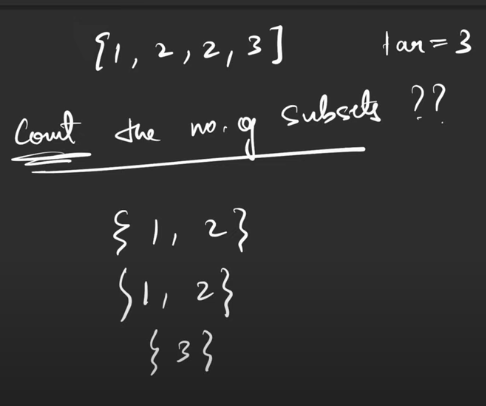 {1, 2, 2, 3] tar=3
Count the no. of subsets ??
{1, 2}
{1, 2}
{3}